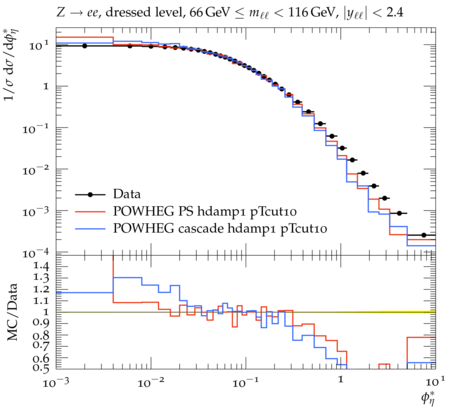 Z → ee, dressed level, 66 GeV ≤ mℓℓ < 116 GeV, |yℓℓ| < 2.4
1/σ dσ/dϕ*η
10¹
1
10⁻¹
10⁻²
10⁻³
10⁻⁴
Data
POWHEG PS hdamp1 pTcut10
POWHEG cascade hdamp1 pTcut10
MC/Data
1.4
1.3
1.2
1.1
1
0.9
0.8
0.7
0.6
0.5
10⁻³ 10⁻² 10⁻¹ 1 10¹
ϕ*η